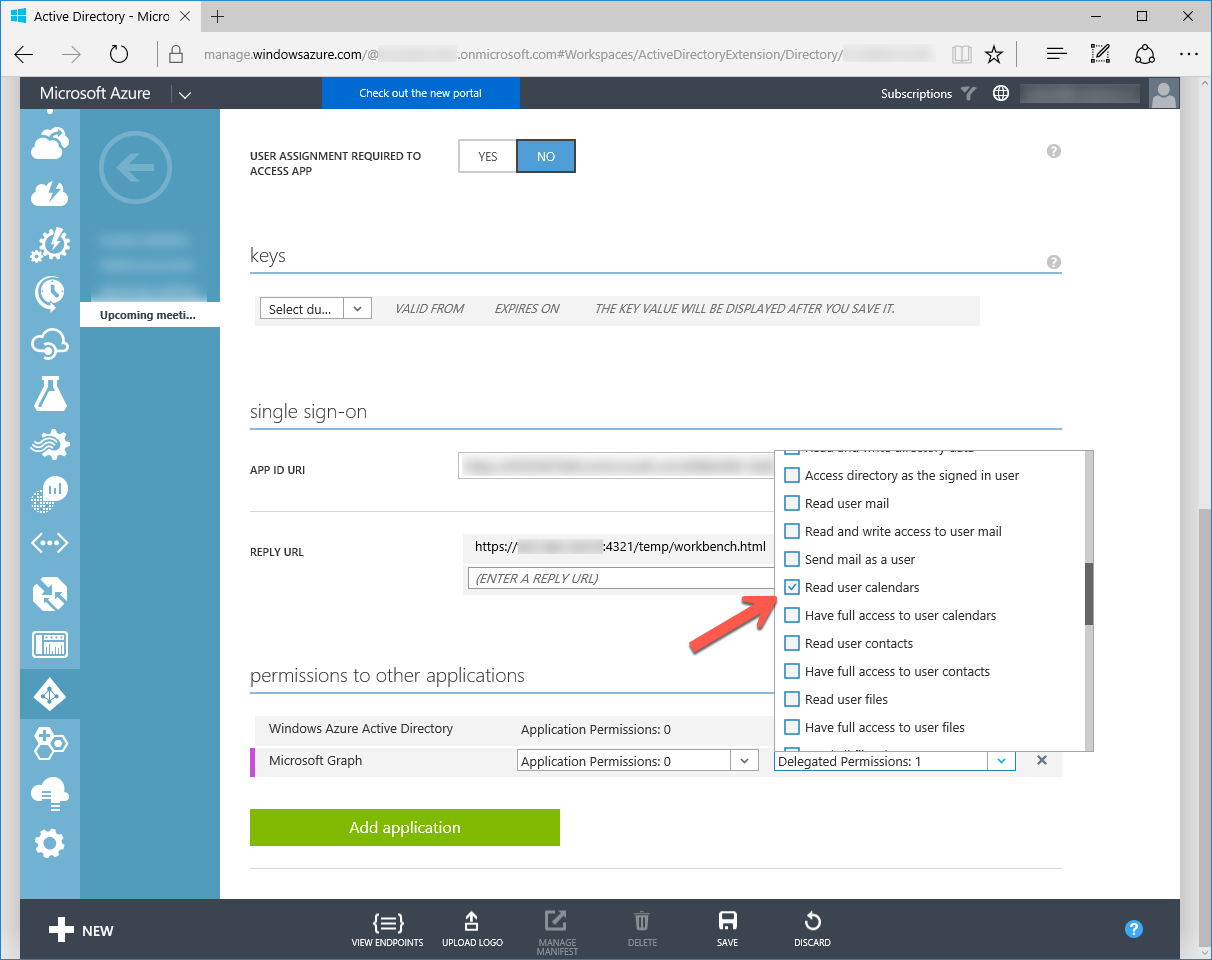 Active Directory - Micro
manage.windowsazure.com/@
.onmicrosoft.com#Workspaces/ActiveDirectoryExtension/Directory/
Microsoft Azure
Check out the new portal
Subscriptions
USER ASSIGNMENT REQUIRED TO
ACCESS APP
YES
NO
keys
Upcoming meeti...
Select du...
VALID FROM
EXPIRES ON
THE KEY VALUE WILL BE DISPLAYED AFTER YOU SAVE IT.
single sign-on
APP ID URI
Read and write directory data
Access directory as the signed in user
Read user mail
Read and write access to user mail
Send mail as a user
Read user calendars
Have full access to user calendars
Read user contacts
Have full access to user contacts
Read user files
Have full access to user files
REPLY URL
https://
:4321/temp/workbench.html
(ENTER A REPLY URL)
permissions to other applications
Windows Azure Active Directory
Application Permissions: 0
Microsoft Graph
Application Permissions: 0
Delegated Permissions: 1
Add application
NEW
VIEW ENDPOINTS
UPLOAD LOGO
MANAGE
MANIFEST
DELETE
SAVE
DISCARD